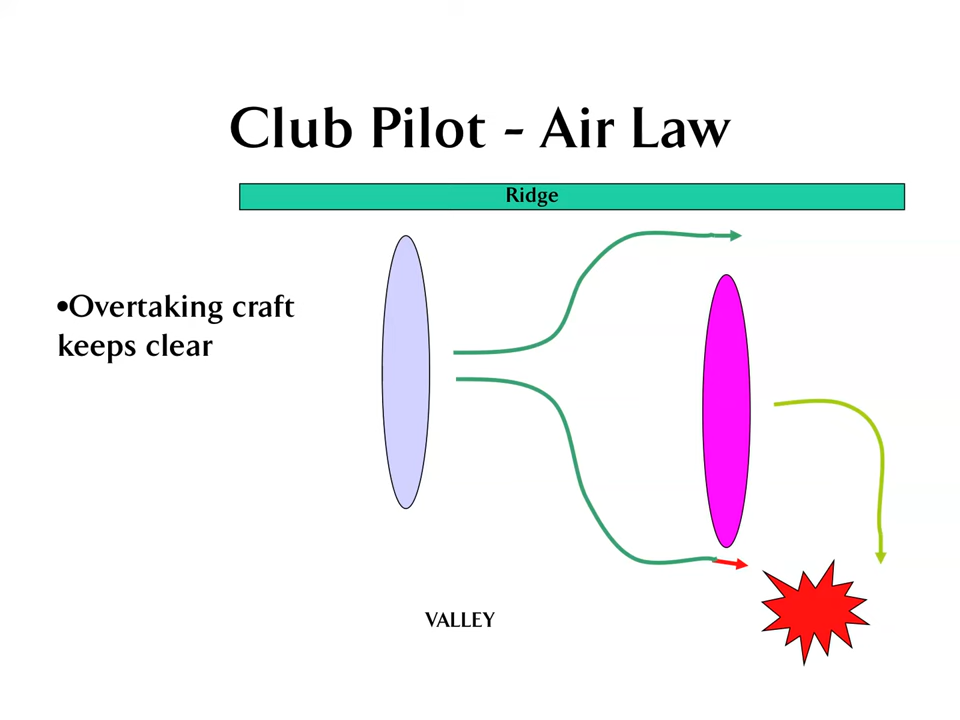 Club Pilot - Air Law
Ridge
•Overtaking craft
keeps clear
VALLEY